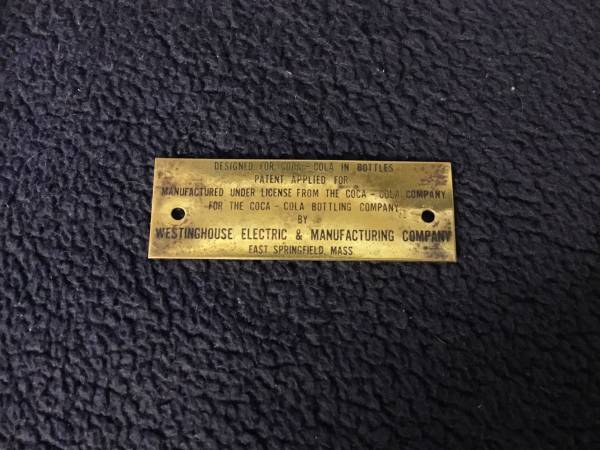 DESIGNED FOR COCA-COLA IN BOTTLES
PATENT APPLIED FOR
MANUFACTURED UNDER LICENSE FROM THE COCA-COLA COMPANY
FOR THE COCA-COLA BOTTLING COMPANY
BY
WESTINGHOUSE ELECTRIC & MANUFACTURING COMPANY
EAST SPRINGFIELD, MASS